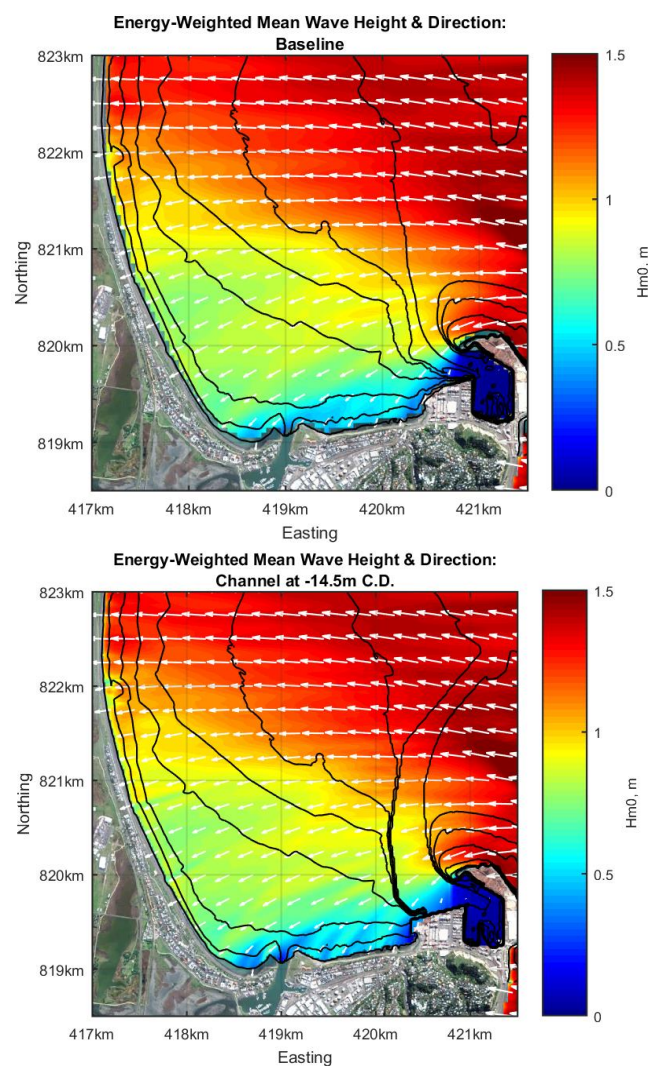 Energy-Weighted Mean Wave Height & Direction:
Baseline
823km
822km
821km
820km
819km
Northing
417km 418km 419km 420km 421km
Easting
1.5
1
0.5
0
Hm0, m
Energy-Weighted Mean Wave Height & Direction:
Channel at -14.5m C.D.
823km
822km
821km
820km
819km
Northing
417km 418km 419km 420km 421km
Easting
1.5
1
0.5
0
Hm0, m